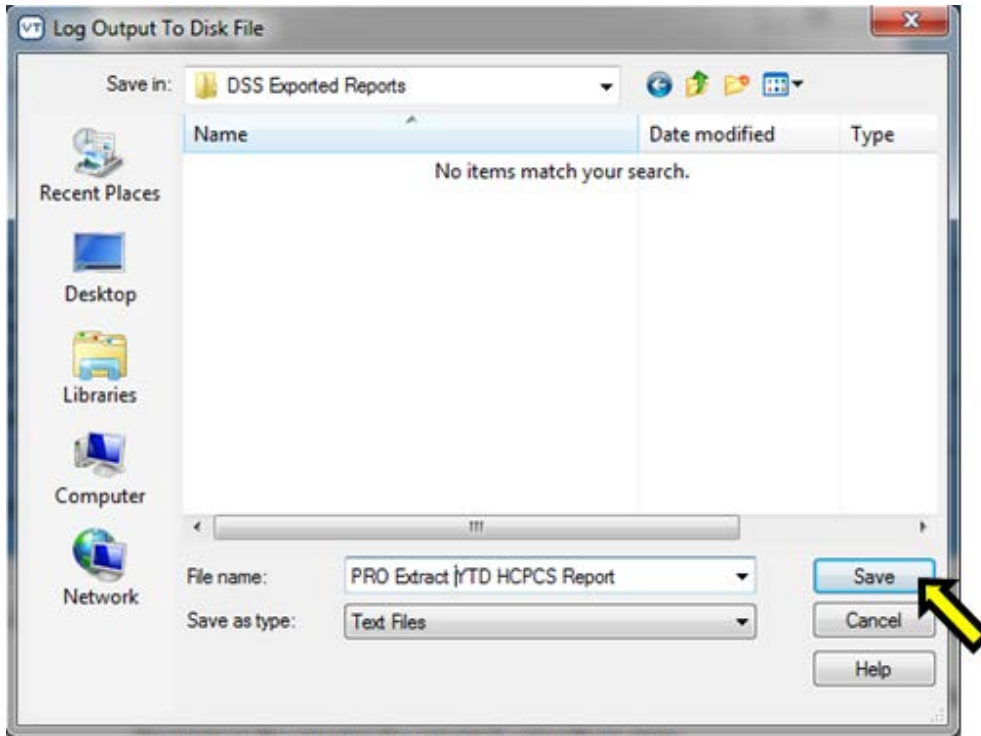 VT Log Output To Disk File
x
Save in: DSS Exported Reports
Name Date modified Type
No items match your search.
Recent Places
Desktop
Libraries
Computer
Network
File name: PRO Extract YTD HCPCS Report Save
Save as type: Text Files Cancel
Help